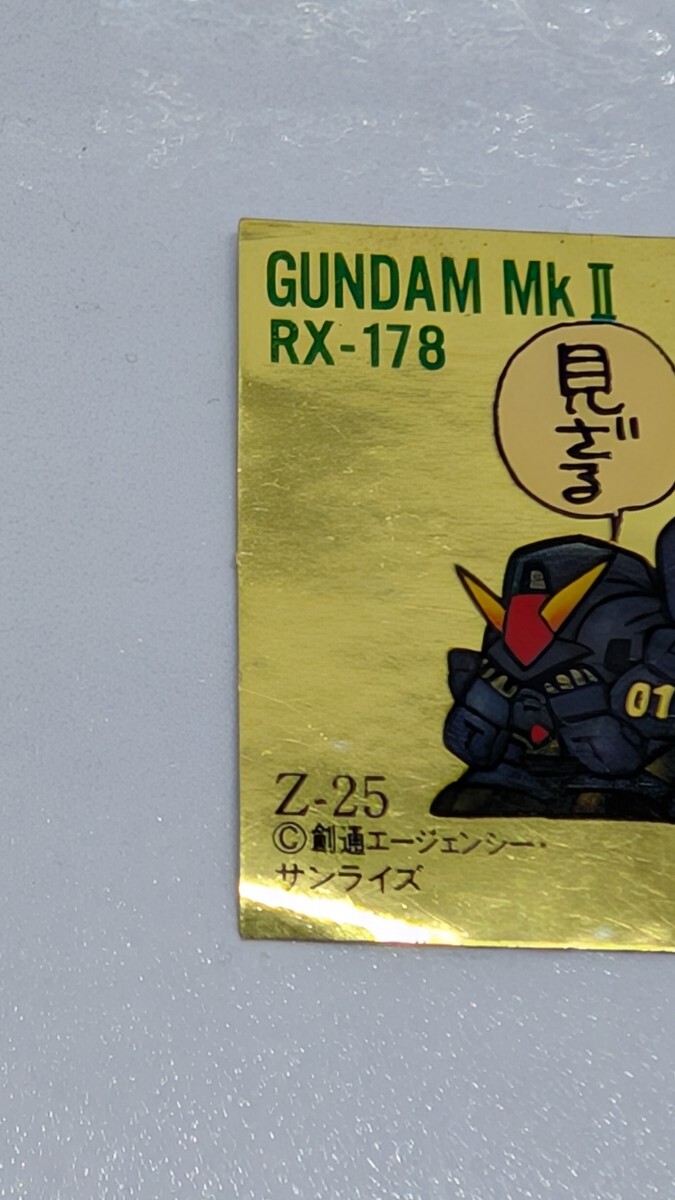 GUNDAM Mk Ⅱ
RX-178
見ざる
01
Z-25
©創通エージェンシー・
サンライズ